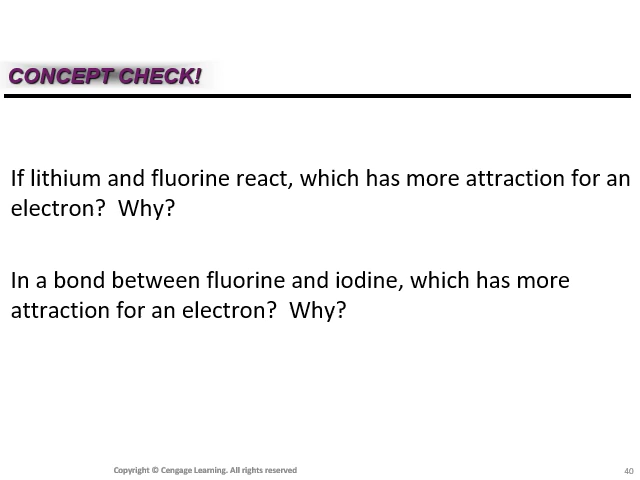 CONCEPT CHECK!
If lithium and fluorine react, which has more attraction for an
electron?  Why?
In a bond between fluorine and iodine, which has more
attraction for an electron?  Why?
Copyright © Cengage Learning. All rights reserved
40